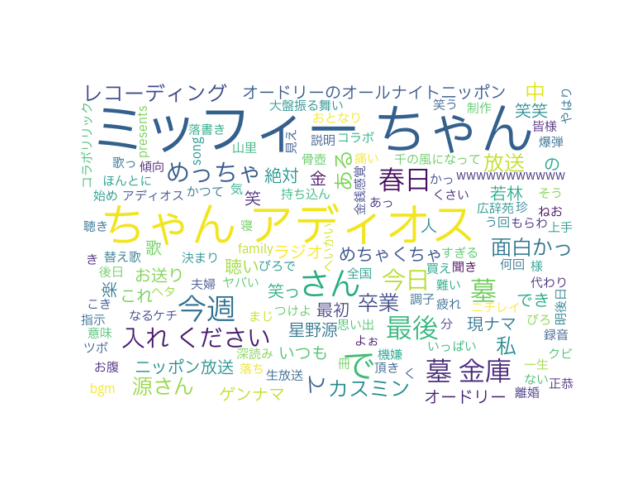 レコーディング オードリーのオールナイトニッポン 中
大盤振る舞い 笑う 制作 やはり
コラボリリック presents 落書き song 見え おとなり 笑笑
ミッフィー ちゃん
山里 説明 コラボ 皆様 爆弾
歌っ 傾向 骨壺 痛い 千の風になって 放送 の
ほんとに めっちゃ 絶対 ある wwwwwwwwwww
始め アディオス かつて 気 持ち込ん 金 金銭感覚 春日 かっ くさい そう
笑 あっ 若林 広辞苑 珍 ねお
聴き ちゃん アディオス 人 う回 もらわ 上手
き 替え歌 歌 寝 family ラジオ めちゃくちゃ すぎる 面白かっ
後日 決まり ぴろで 聴い 全国 買え 聞き 何回 様
お送り これ ヘタ 夫婦 ヤバい さん 今日 難い 墓 でき 代わり
楽 笑っ 最初 卒業 ニチレイ 明後日
こき 今週 なるケチ まじ つけよ 調子 疲れ ぴろ
指示 思い出 最後 分 現ナマ 録音
意味 入れ ください 星野源 よぉ 私
ツボ 深読み いつも 機嫌 いっぱい クビ
お腹 ニッポン放送 で 墓 金庫 一生
bgm 源さん 落ち 生放送 冊 頂き く ない 正恭
ゲンナマ て カスミン オードリー 離婚